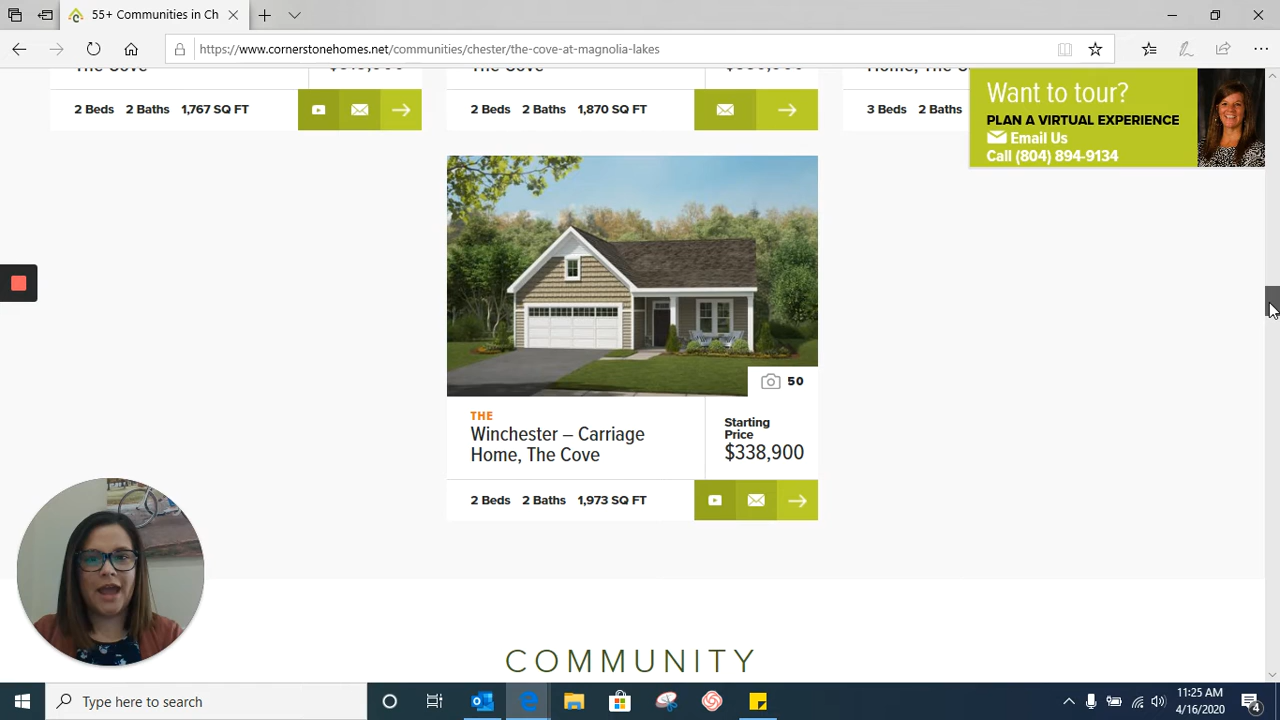 55+ Communities in Ch
https://www.cornerstonehomes.net/communities/chester/the-cove-at-magnolia-lakes
The Cove
The Cove
2 Beds 2 Baths 1,767 SQ FT
2 Beds 2 Baths 1,870 SQ FT
3 Beds 2 Baths
Want to tour?
PLAN A VIRTUAL EXPERIENCE
Email Us
Call (804) 894-9134
50
THE
Winchester – Carriage
Home, The Cove
Starting
Price
$338,900
2 Beds 2 Baths 1,973 SQ FT
COMMUNITY
Type here to search
11:25 AM
4/16/2020
4